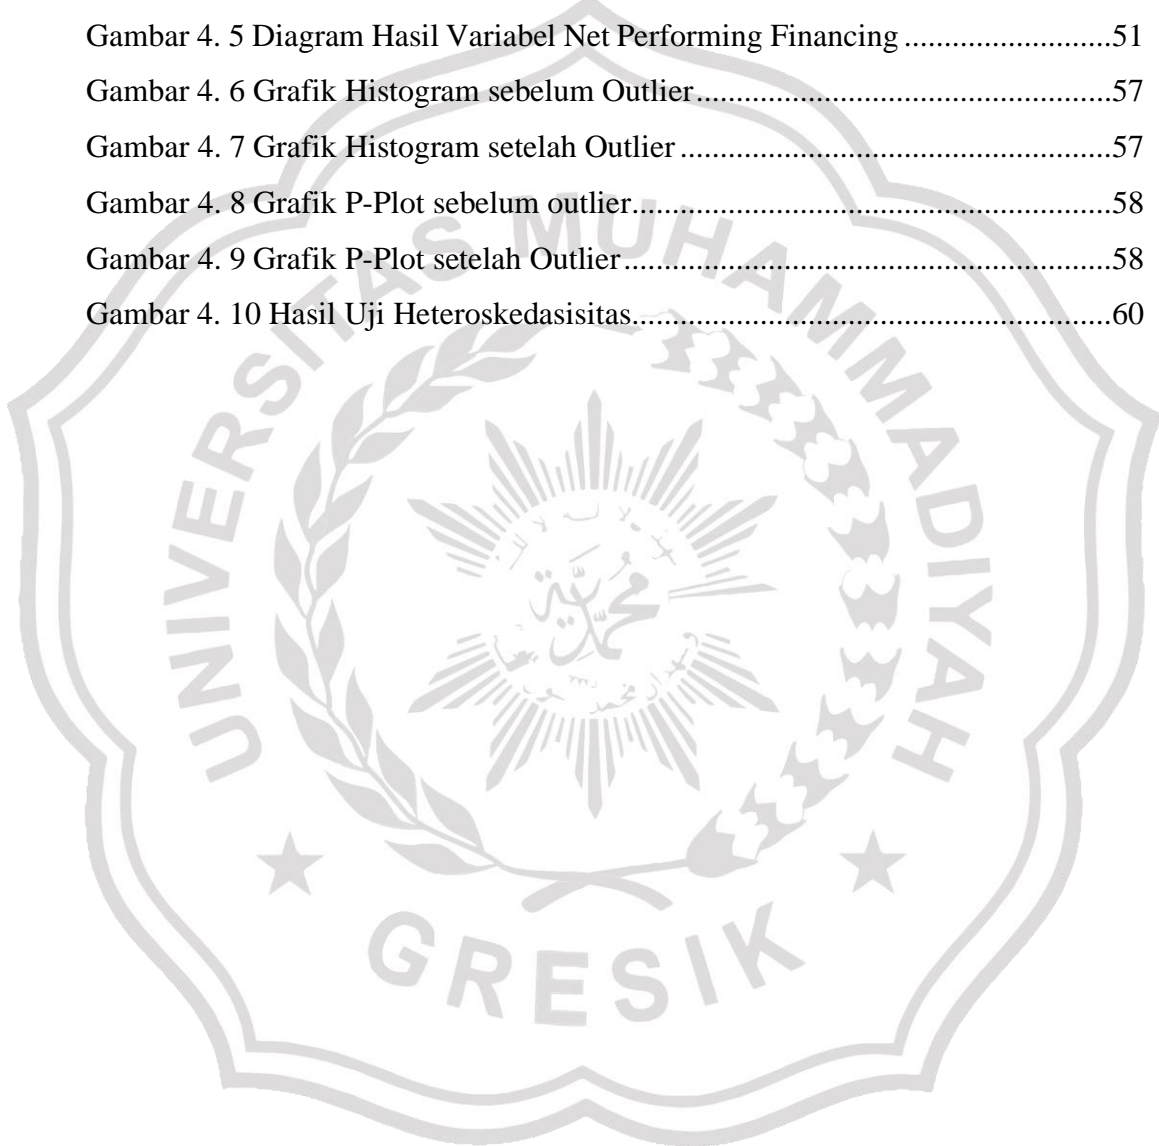 Gambar 4. 5 Diagram Hasil Variabel Net Performing Financing ..........................51
Gambar 4. 6 Grafik Histogram sebelum Outlier....................................................57
Gambar 4. 7 Grafik Histogram setelah Outlier ......................................................57
Gambar 4. 8 Grafik P-Plot sebelum outlier............................................................58
Gambar 4. 9 Grafik P-Plot setelah Outlier.............................................................58
Gambar 4. 10 Hasil Uji Heteroskedasisitas............................................................60
UNIVERSITAS MUHAMMADIYAH
محمدية
GRESIK